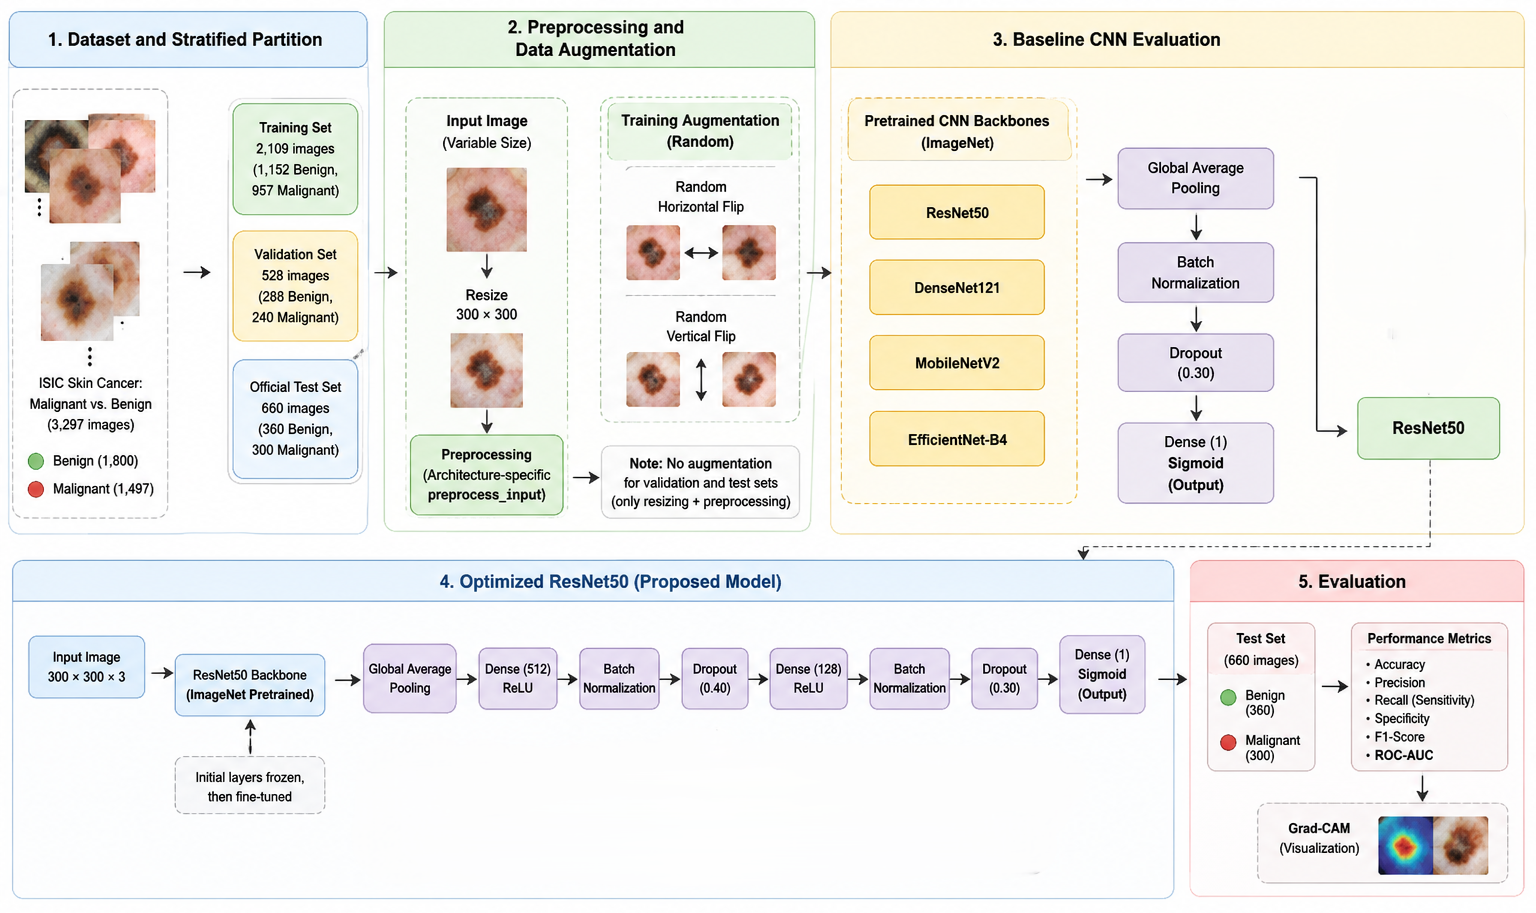 1. Dataset and Stratified Partition
ISIC Skin Cancer:
Malignant vs. Benign
(3,297 images)
Benign (1,800)
Malignant (1,497)
Training Set
2,109 images
(1,152 Benign,
957 Malignant)
Validation Set
528 images
(288 Benign,
240 Malignant)
Official Test Set
660 images
(360 Benign,
300 Malignant)
2. Preprocessing and
Data Augmentation
Input Image
(Variable Size)
Resize
300 × 300
Preprocessing
(Architecture-specific
preprocess_input)
Training Augmentation
(Random)
Random
Horizontal Flip
Random
Vertical Flip
Note: No augmentation
for validation and test sets
(only resizing + preprocessing)
3. Baseline CNN Evaluation
Pretrained CNN Backbones
(ImageNet)
ResNet50
DenseNet121
MobileNetV2
EfficientNet-B4
Global Average
Pooling
Batch
Normalization
Dropout
(0.30)
Dense (1)
Sigmoid
(Output)
ResNet50
4. Optimized ResNet50 (Proposed Model)
Input Image
300 × 300 × 3
ResNet50 Backbone
(ImageNet Pretrained)
Initial layers frozen,
then fine-tuned
Global Average
Pooling
Dense (512)
ReLU
Batch
Normalization
Dropout
(0.40)
Dense (128)
ReLU
Batch
Normalization
Dropout
(0.30)
Dense (1)
Sigmoid
(Output)
5. Evaluation
Test Set
(660 images)
Benign
(360)
Malignant
(300)
Performance Metrics
• Accuracy
• Precision
• Recall (Sensitivity)
• Specificity
• F1-Score
• ROC-AUC
Grad-CAM
(Visualization)